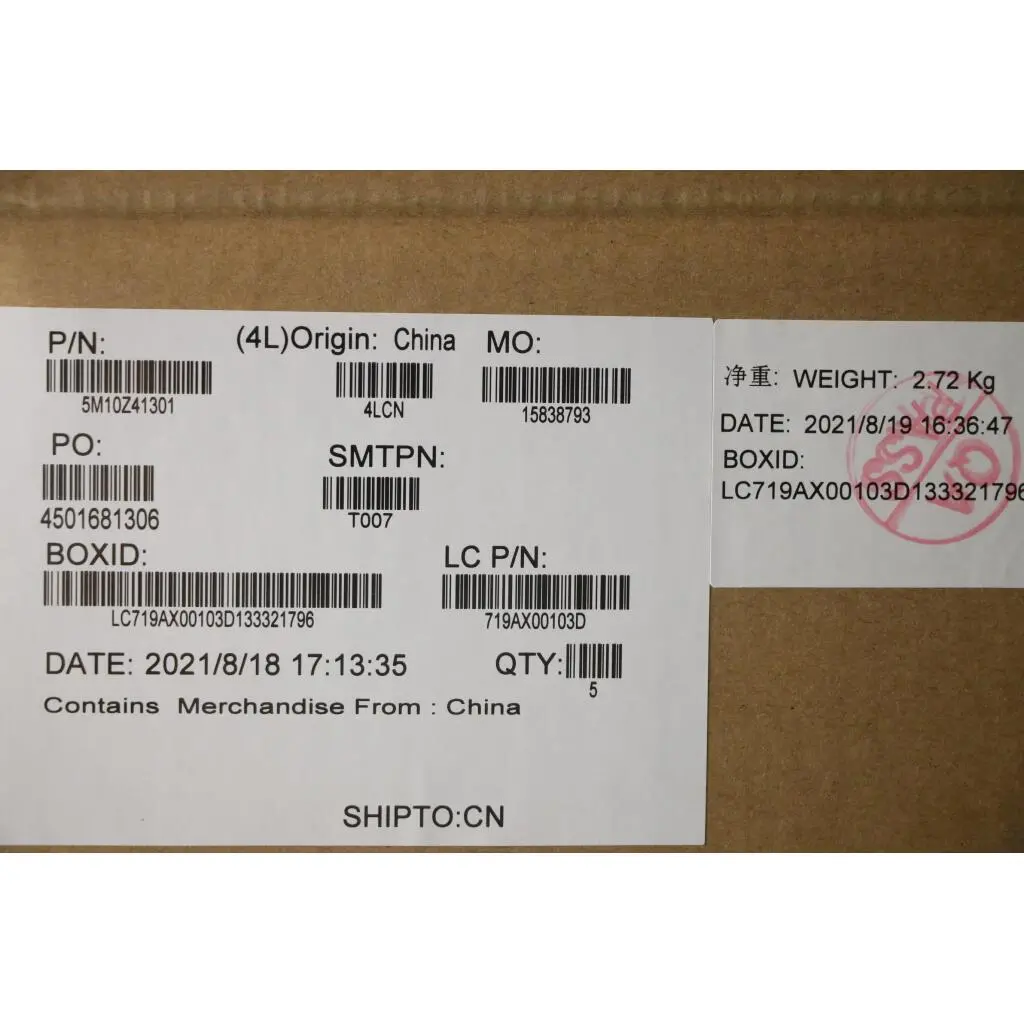 P/N:
5M10Z41301
(4L)Origin: China
4LCN
MO:
15838793
PO:
4501681306
SMTPN:
T007
BOXID:
LC719AX00103D133321796
LC P/N:
719AX00103D
DATE: 2021/8/18 17:13:35
QTY:
5
Contains Merchandise From : China
SHIPTO:CN
净重: WEIGHT: 2.72 Kg
DATE: 2021/8/19 16:36:47
BOXID:
LC719AX00103D133321796